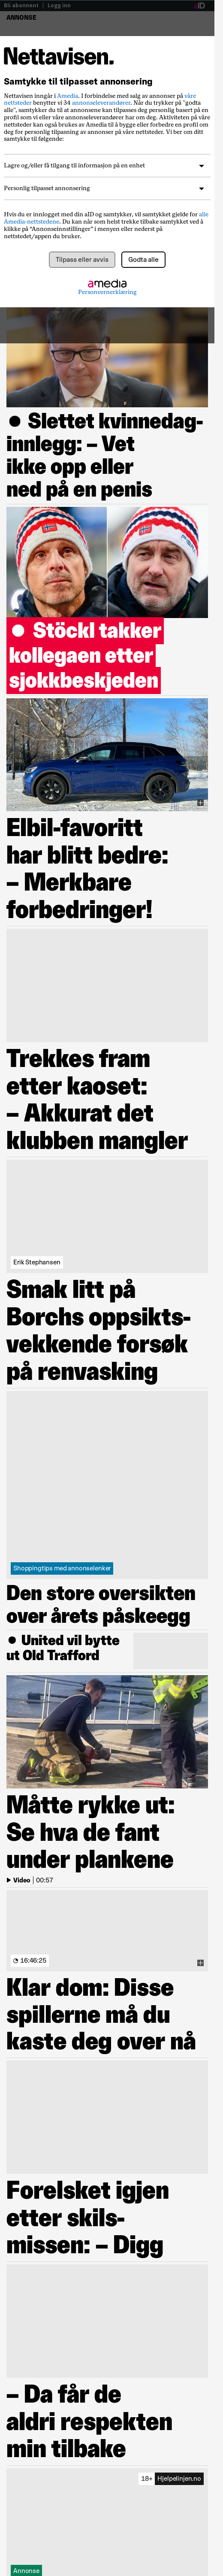 Bli abonnent | Logg inn aID
ANNONSE
Nettavisen.
Samtykke til tilpasset annonsering
Nettavisen inngår i Amedia. I forbindelse med salg av annonser på våre
nettsteder benytter vi 34 annonseleverandører. Når du trykker på "godta
alle", samtykker du til at annonsene kan tilpasses deg personlig basert på en
profil som vi eller våre annonseleverandører har om deg. Aktiviteten på våre
nettsteder kan også brukes av Amedia til å bygge eller forbedre en profil om
deg for personlig tilpasning av annonser på våre nettsteder. Vi ber om ditt
samtykke til følgende:
Lagre og/eller få tilgang til informasjon på en enhet
Personlig tilpasset annonsering
Hvis du er innlogget med din aID og samtykker, vil samtykket gjelde for alle
Amedia-nettstedene. Du kan når som helst trekke tilbake samtykket ved å
klikke på "Annonseinnstillinger" i menyen eller nederst på
nettstedet/appen du bruker.
Tilpass eller avvis Godta alle
amedia
Personvernerklæring
Slettet kvinnedag-
innlegg: – Vet
ikke opp eller
ned på en penis
Stöckl takker
kollegaen etter
sjokkbeskjeden
Elbil-favoritt
har blitt bedre:
– Merkbare
forbedringer!
Trekkes fram
etter kaoset:
– Akkurat det
klubben mangler
Erik Stephansen
Smak litt på
Borchs oppsikts-
vekkende forsøk
på renvasking
Shoppingtips med annonselenker
Den store oversikten
over årets påskeegg
United vil bytte
ut Old Trafford
Måtte rykke ut:
Se hva de fant
under plankene
Video | 00:57
16:46:25
Klar dom: Disse
spillerne må du
kaste deg over nå
Forelsket igjen
etter skils-
missen: – Digg
– Da får de
aldri respekten
min tilbake
18+ Hjelpelinjen.no
Annonse